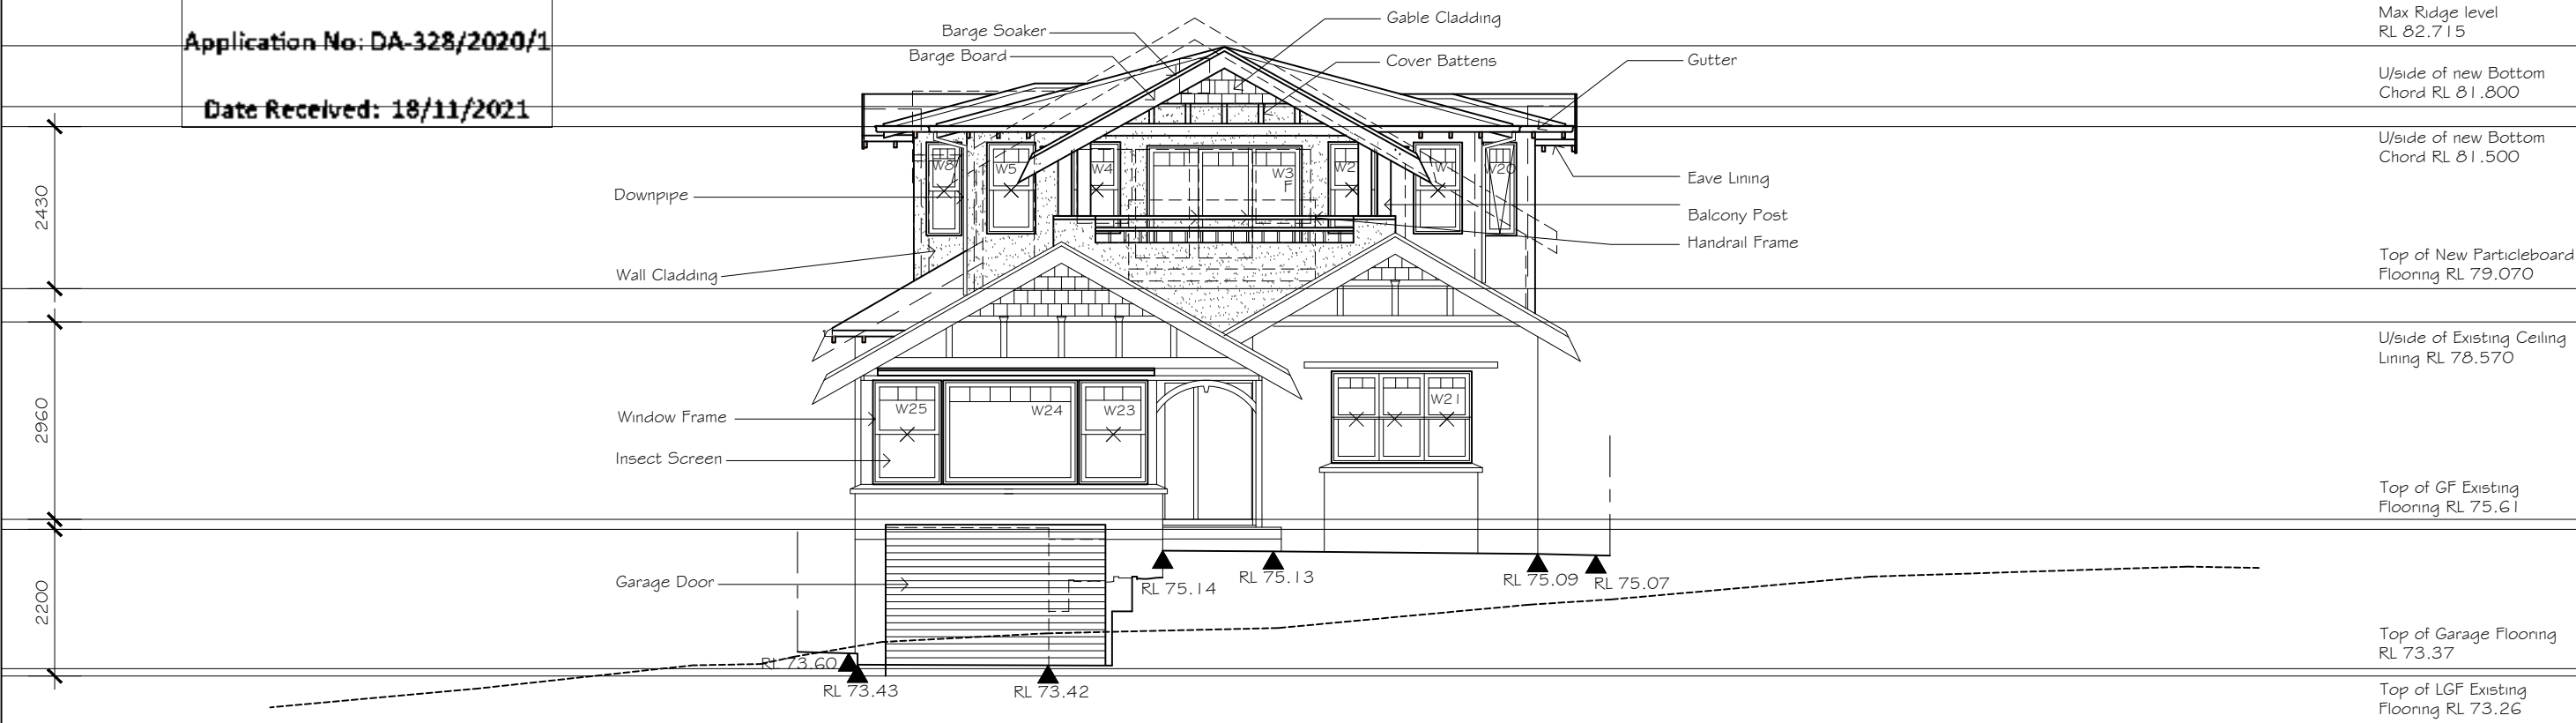 Application No: DA-328/2020/1
Date Received: 18/11/2021
Barge Soaker
Barge Board
Gable Cladding
Cover Battens
Gutter
Max Ridge level
RL 82.715
U/side of new Bottom
Chord RL 81.800
U/side of new Bottom
Chord RL 81.500
2430
Downpipe
Wall Cladding
W8
W5
W4
W3
F
W2
W1
W20
Eave Lining
Balcony Post
Handrail Frame
Top of New Particleboard
Flooring RL 79.070
U/side of Existing Ceiling
Lining RL 78.570
2960
Window Frame
Insect Screen
W25
W24
W23
W21
Top of GF Existing
Flooring RL 75.61
2200
Garage Door
RL 75.14
RL 75.13
RL 75.09
RL 75.07
RL 73.60
RL 73.43
RL 73.42
Top of Garage Flooring
RL 73.37
Top of LGF Existing
Flooring RL 73.26